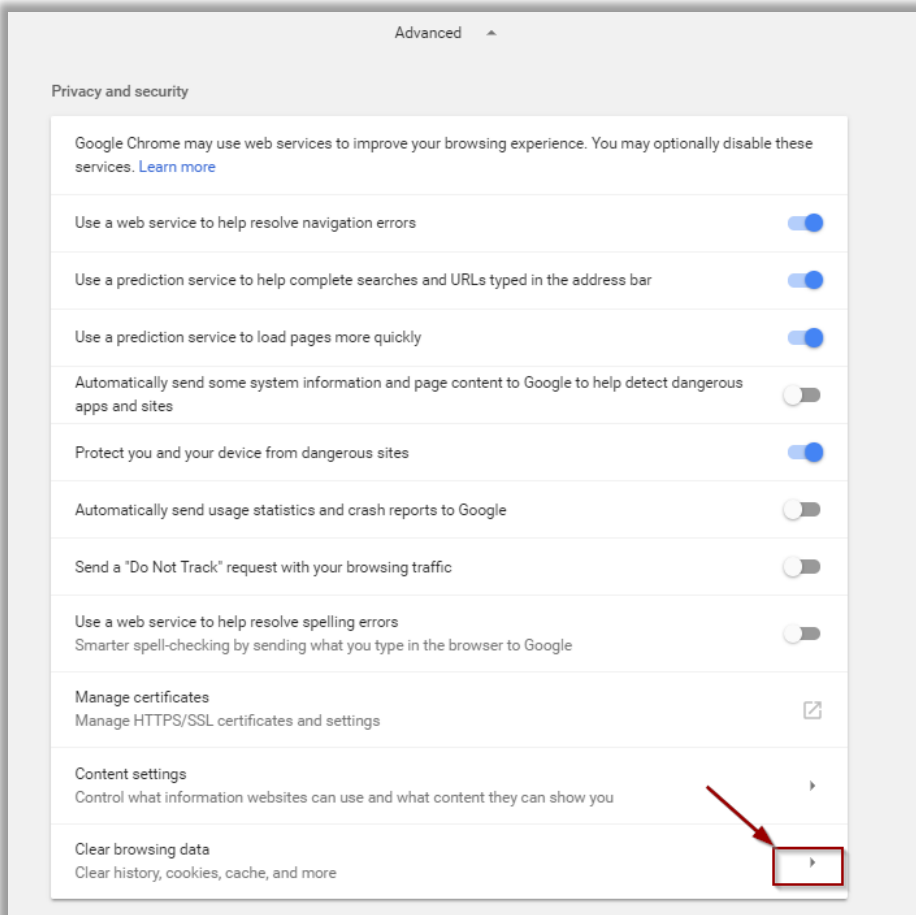 Advanced
Privacy and security
Google Chrome may use web services to improve your browsing experience. You may optionally disable these
services. Learn more
Use a web service to help resolve navigation errors
Use a prediction service to help complete searches and URLs typed in the address bar
Use a prediction service to load pages more quickly
Automatically send some system information and page content to Google to help detect dangerous
apps and sites
Protect you and your device from dangerous sites
Automatically send usage statistics and crash reports to Google
Send a "Do Not Track" request with your browsing traffic
Use a web service to help resolve spelling errors
Smarter spell-checking by sending what you type in the browser to Google
Manage certificates
Manage HTTPS/SSL certificates and settings
Content settings
Control what information websites can use and what content they can show you
Clear browsing data
Clear history, cookies, cache, and more